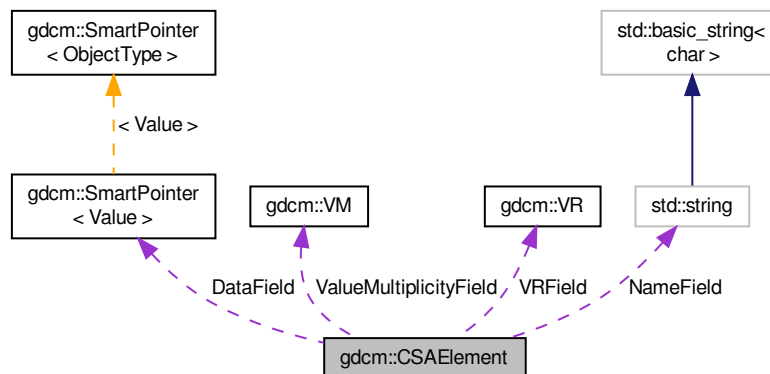 gdcm::SmartPointer
< ObjectType >
std::basic_string<
char >
< Value >
gdcm::SmartPointer
< Value >
gdcm::VM
gdcm::VR
std::string
DataField
ValueMultiplicityField
VRField
NameField
gdcm::CSAElement